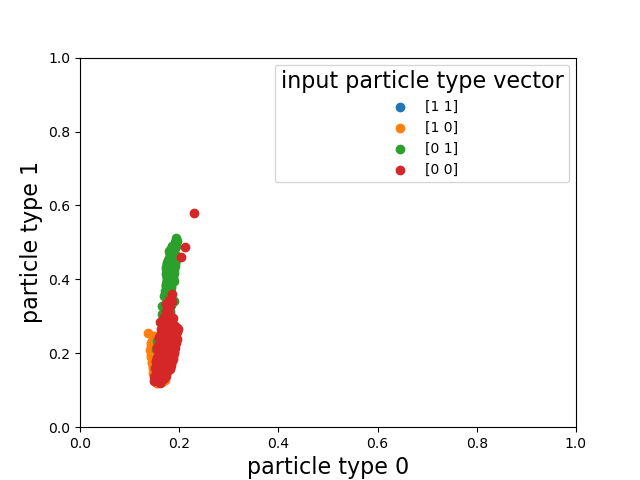 input particle type vector
[1 1]
[1 0]
[0 1]
[0 0]
1.0
0.8
0.6
0.4
0.2
0.0
particle type 1
0.0 0.2 0.4 0.6 0.8 1.0
particle type 0